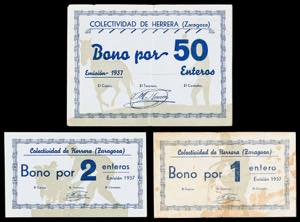 COLECTIVIDAD DE HERRERA (Zaragoza)
Bono por 50
Enteros
Emisión - 1937
El Cajero, El Tesorero, El Contador,
Colectividad de Herrera (Zaragoza)
Bono por 2 enteros
Emisión 1937
Colectividad de Herrera (Zaragoza)
Bono por 1 entero
Emisión 1937